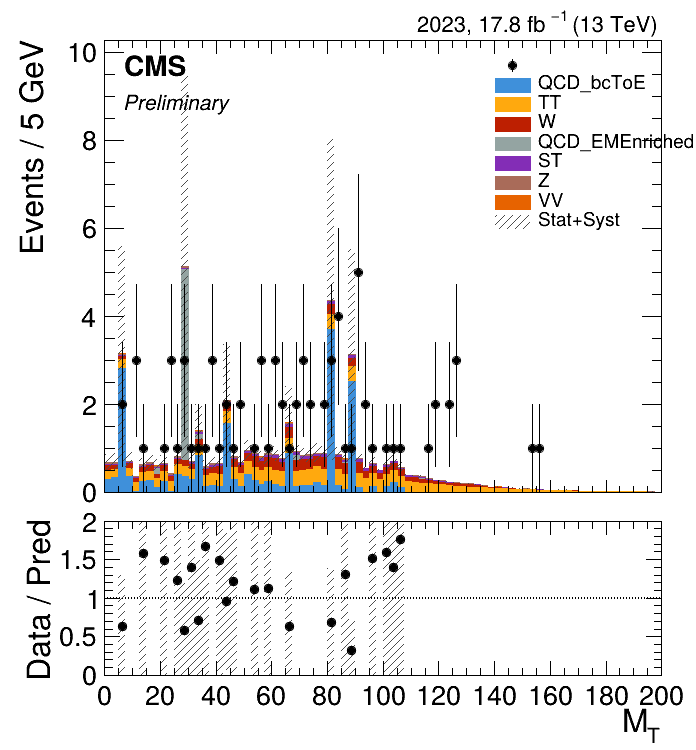 2023, 17.8 fb⁻¹ (13 TeV)
CMS
Preliminary
Events / 5 GeV
10
8
6
4
2
0
QCD_bcToE
TT
W
QCD_EMEnriched
ST
Z
VV
Stat+Syst
Data / Pred
2
1.5
1
0.5
0
0 20 40 60 80 100 120 140 160 180 200
M_T